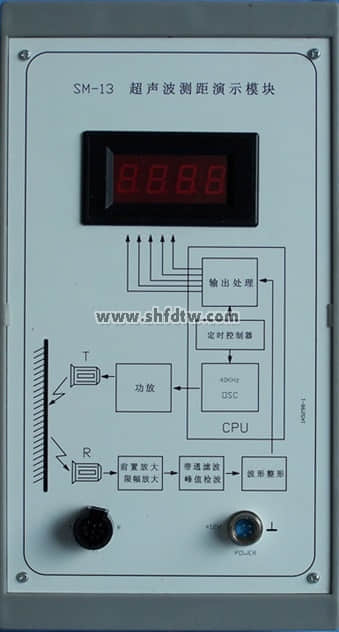 SM-13 超声波测距演示模块
8888
输出处理
www.shfdtw.com
定时控制器
T
功放
40KHz
OSC
CPU
R
前置放大
限幅放大
带通滤波
峰值检波
波形整形
POWER